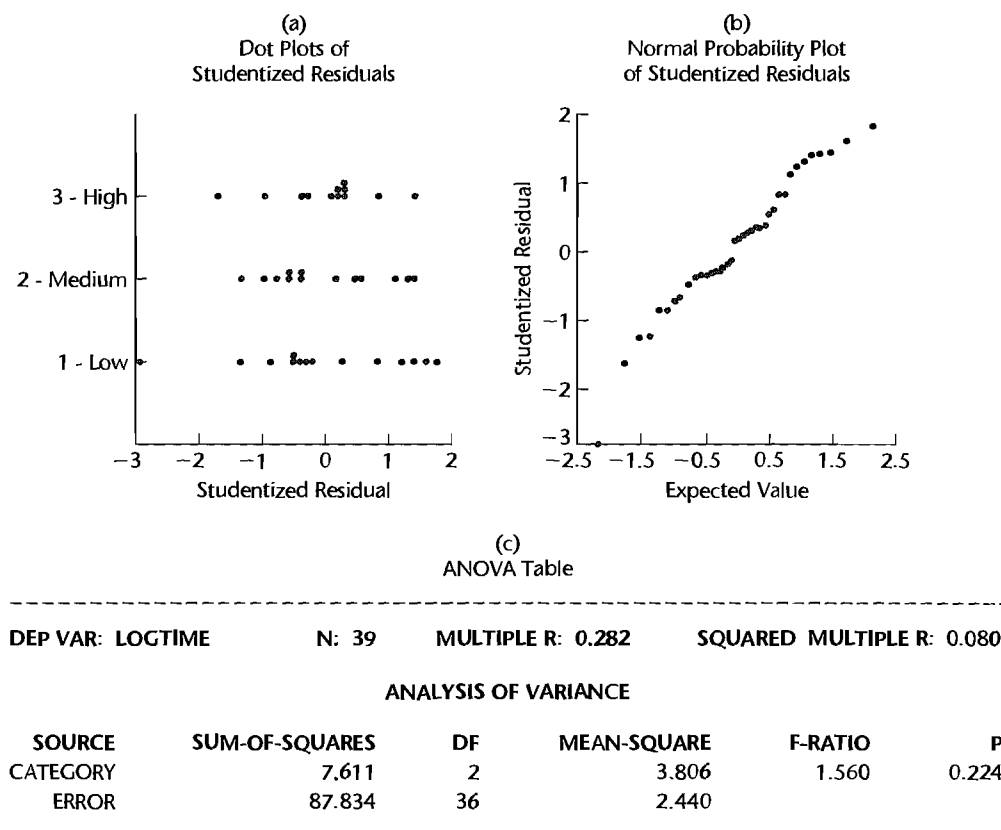 (a)
Dot Plots of
Studentized Residuals
3 - High
2 - Medium
1 - Low
−3 −2 −1 0 1 2
Studentized Residual
(b)
Normal Probability Plot
of Studentized Residuals
2
1
0
−1
−2
−3
Studentized Residual
−2.5 −1.5 −0.5 0.5 1.5 2.5
Expected Value
(c)
ANOVA Table
DEP VAR: LOGTIME N: 39 MULTIPLE R: 0.282 SQUARED MULTIPLE R: 0.080
ANALYSIS OF VARIANCE
SOURCE SUM-OF-SQUARES DF MEAN-SQUARE F-RATIO P
CATEGORY 7.611 2 3.806 1.560 0.224
ERROR 87.834 36 2.440